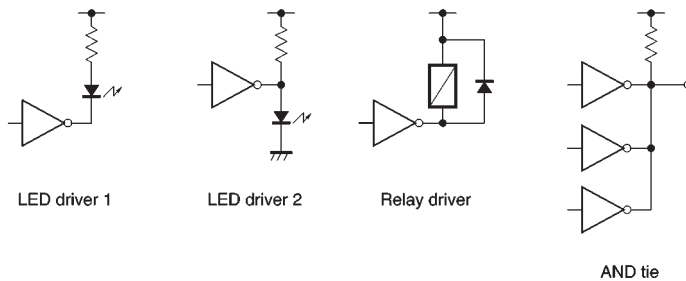 LED driver 1
LED driver 2
Relay driver
AND tie